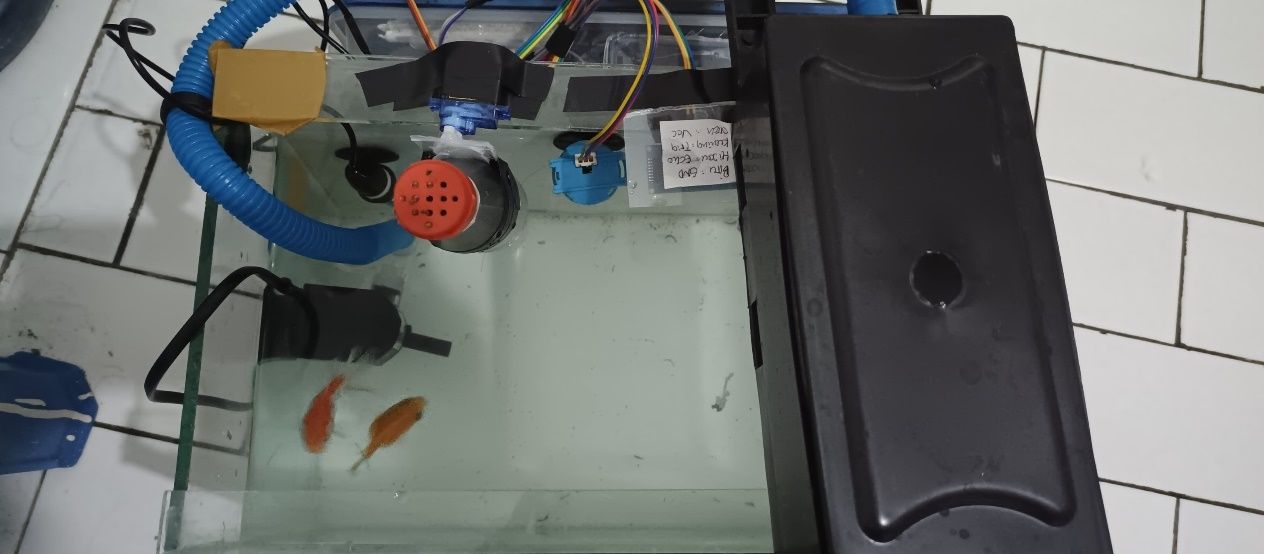 Biru : GND
Hijau : Echo
kuning : Trig
: Vcc